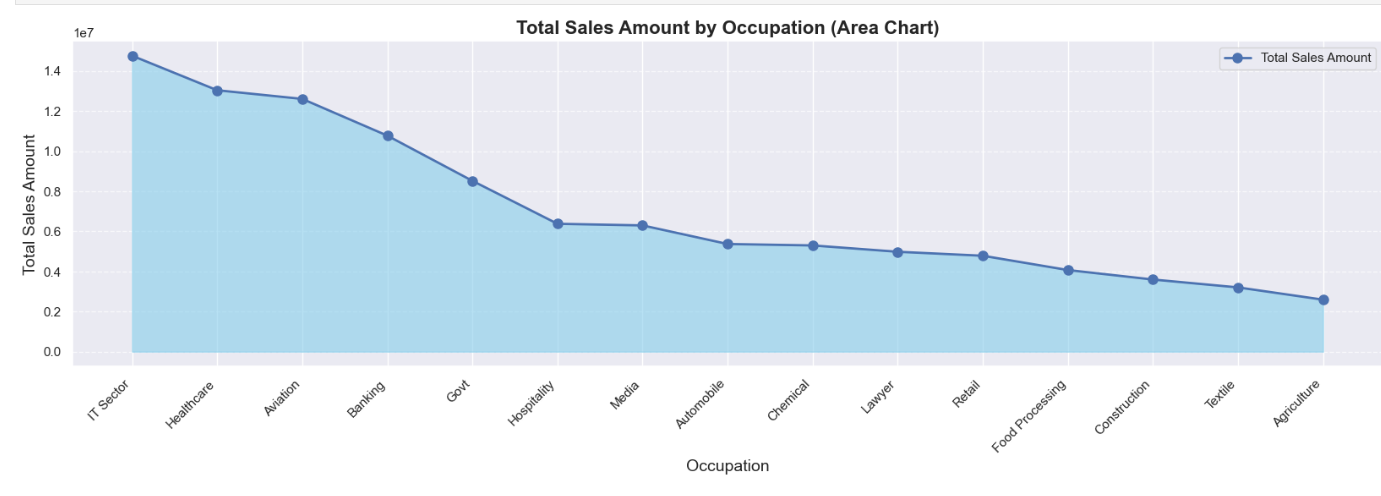 Total Sales Amount by Occupation (Area Chart)
1e7
Total Sales Amount
1.4
1.2
1.0
0.8
0.6
0.4
0.2
0.0
Total Sales Amount
IT Sector
Healthcare
Aviation
Banking
Govt
Hospitality
Media
Automobile
Chemical
Lawyer
Retail
Food Processing
Construction
Textile
Agriculture
Occupation